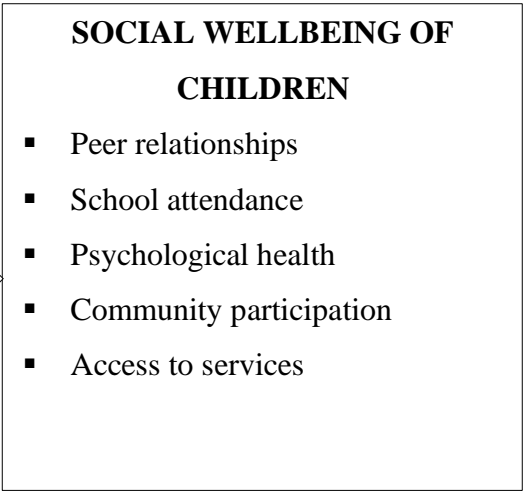 SOCIAL WELLBEING OF
CHILDREN
▪ Peer relationships
▪ School attendance
▪ Psychological health
▪ Community participation
▪ Access to services